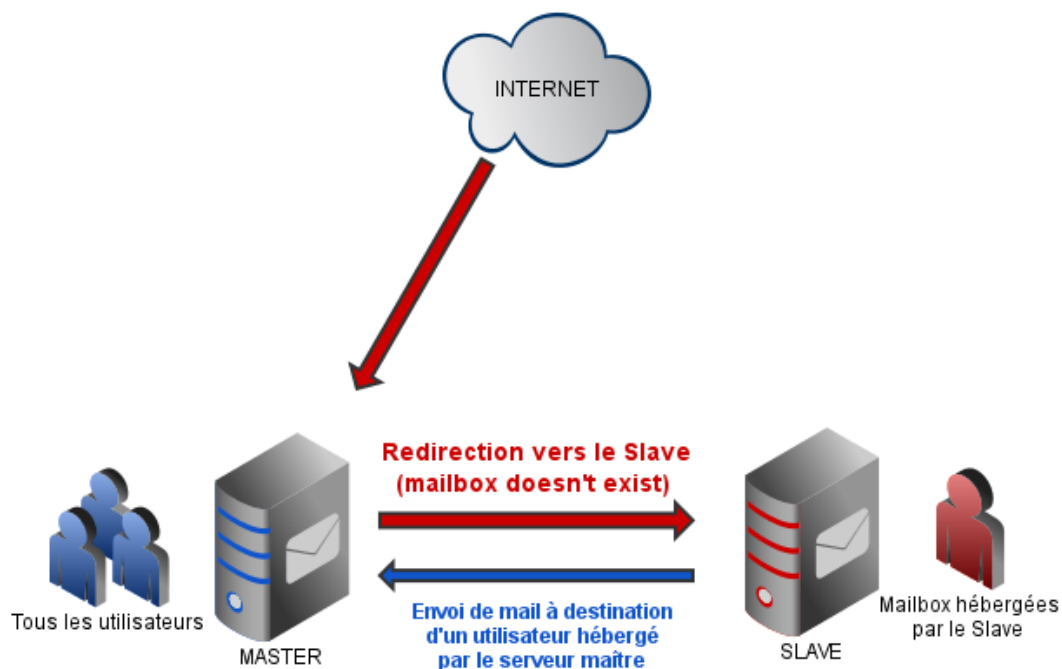 INTERNET
Redirection vers le Slave
(mailbox doesn't exist)
Envoi de mail à destination
d'un utilisateur hébergé
par le serveur maître
Tous les utilisateurs
MASTER
SLAVE
Mailbox hébergées
par le Slave